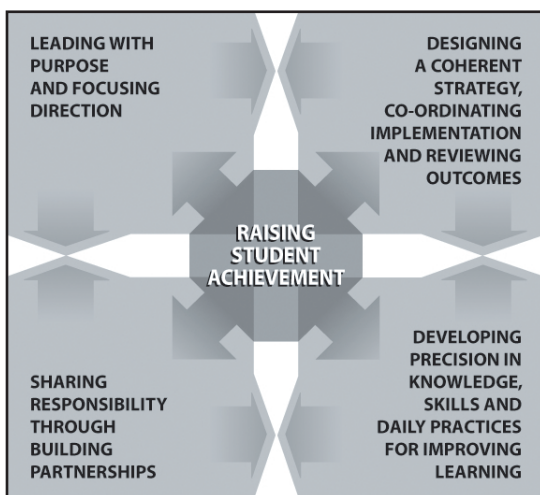 LEADING WITH
PURPOSE
AND FOCUSING
DIRECTION
DESIGNING
A COHERENT
STRATEGY,
CO-ORDINATING
IMPLEMENTATION
AND REVIEWING
OUTCOMES
RAISING
STUDENT
ACHIEVEMENT
SHARING
RESPONSIBILITY
THROUGH
BUILDING
PARTNERSHIPS
DEVELOPING
PRECISION IN
KNOWLEDGE,
SKILLS AND
DAILY PRACTICES
FOR IMPROVING
LEARNING